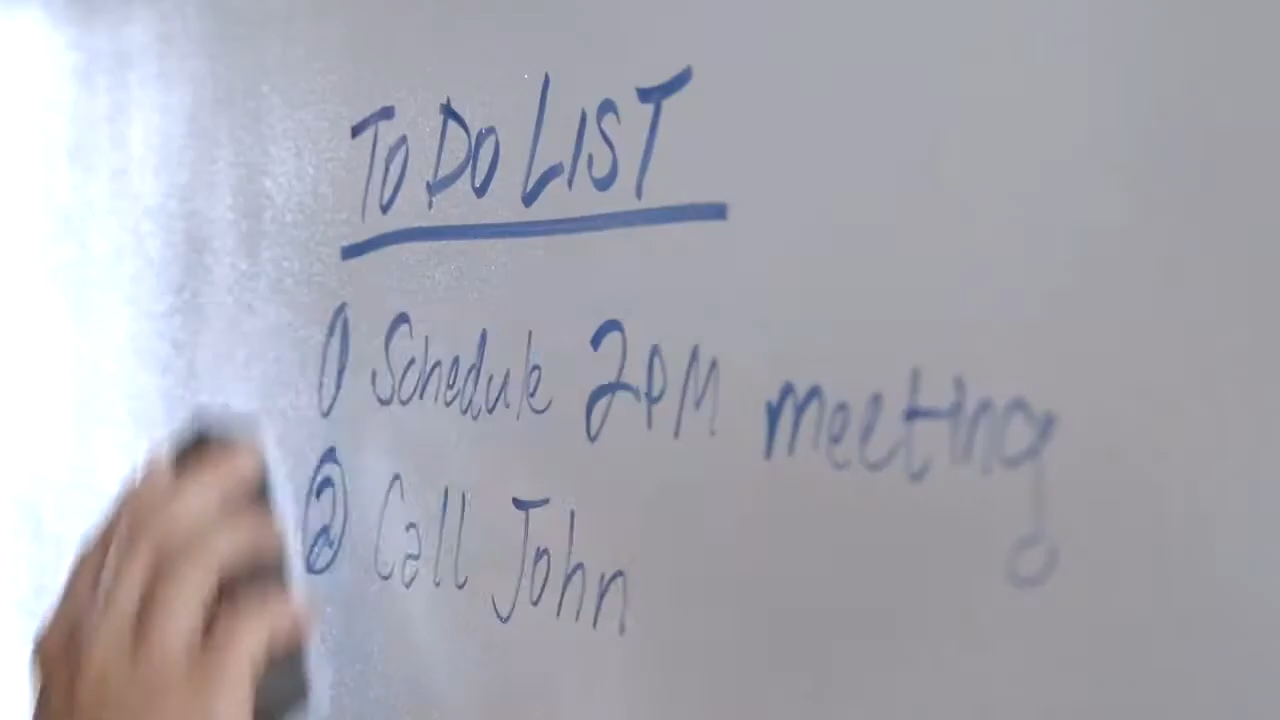 TO DO LIST
① Schedule 2PM meeting
② Call John